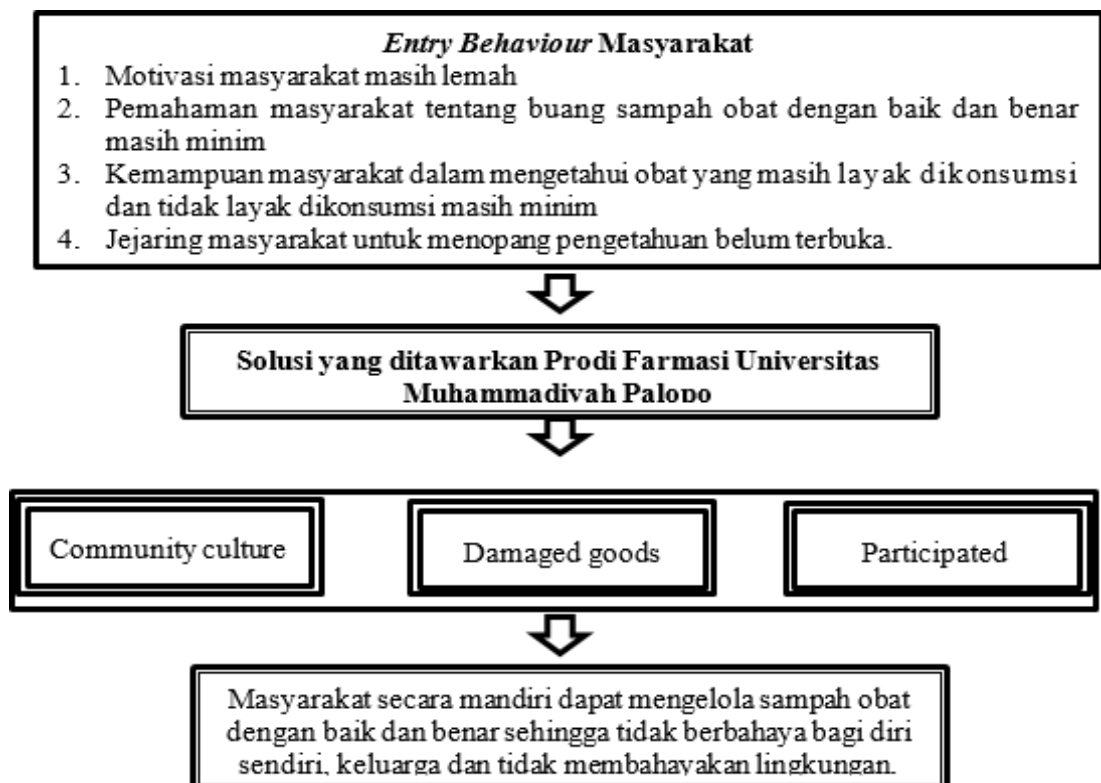 Entry Behaviour Masyarakat
1. Motivasi masyarakat masih lemah
2. Pemahaman masyarakat tentang buang sampah obat dengan baik dan benar
masih minim
3. Kemampuan masyarakat dalam mengetahui obat yang masih layak dikonsumsi
dan tidak layak dikonsumsi masih minim
4. Jejaring masyarakat untuk menopang pengetahuan belum terbuka.
Solusi yang ditawarkan Prodi Farmasi Universitas
Muhammadiyah Palopo
Community culture
Damaged goods
Participated
Masyarakat secara mandiri dapat mengelola sampah obat
dengan baik dan benar sehingga tidak berbahaya bagi diri
sendiri, keluarga dan tidak membahayakan lingkungan.